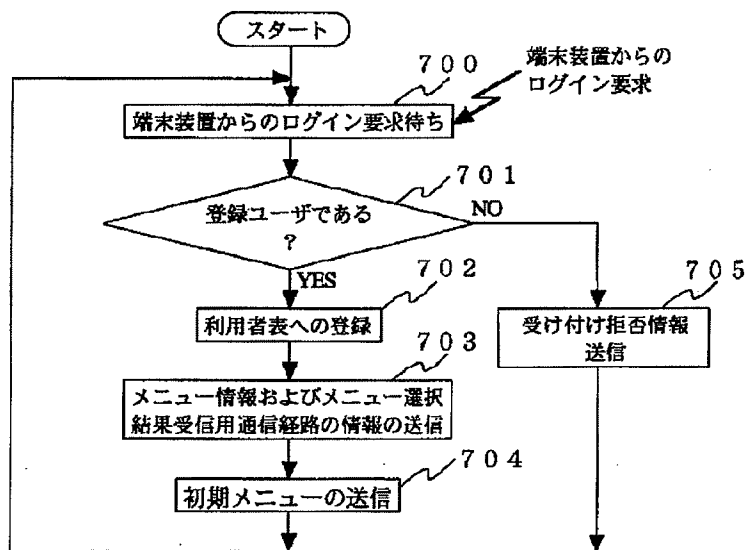 スタート
700
端末装置からの
ログイン要求
端末装置からのログイン要求待ち
701
登録ユーザである
?
NO
YES
702
705
利用者表への登録
受け付け拒否情報
送信
703
メニュー情報およびメニュー選択
結果受信用通信経路の情報の送信
704
初期メニューの送信